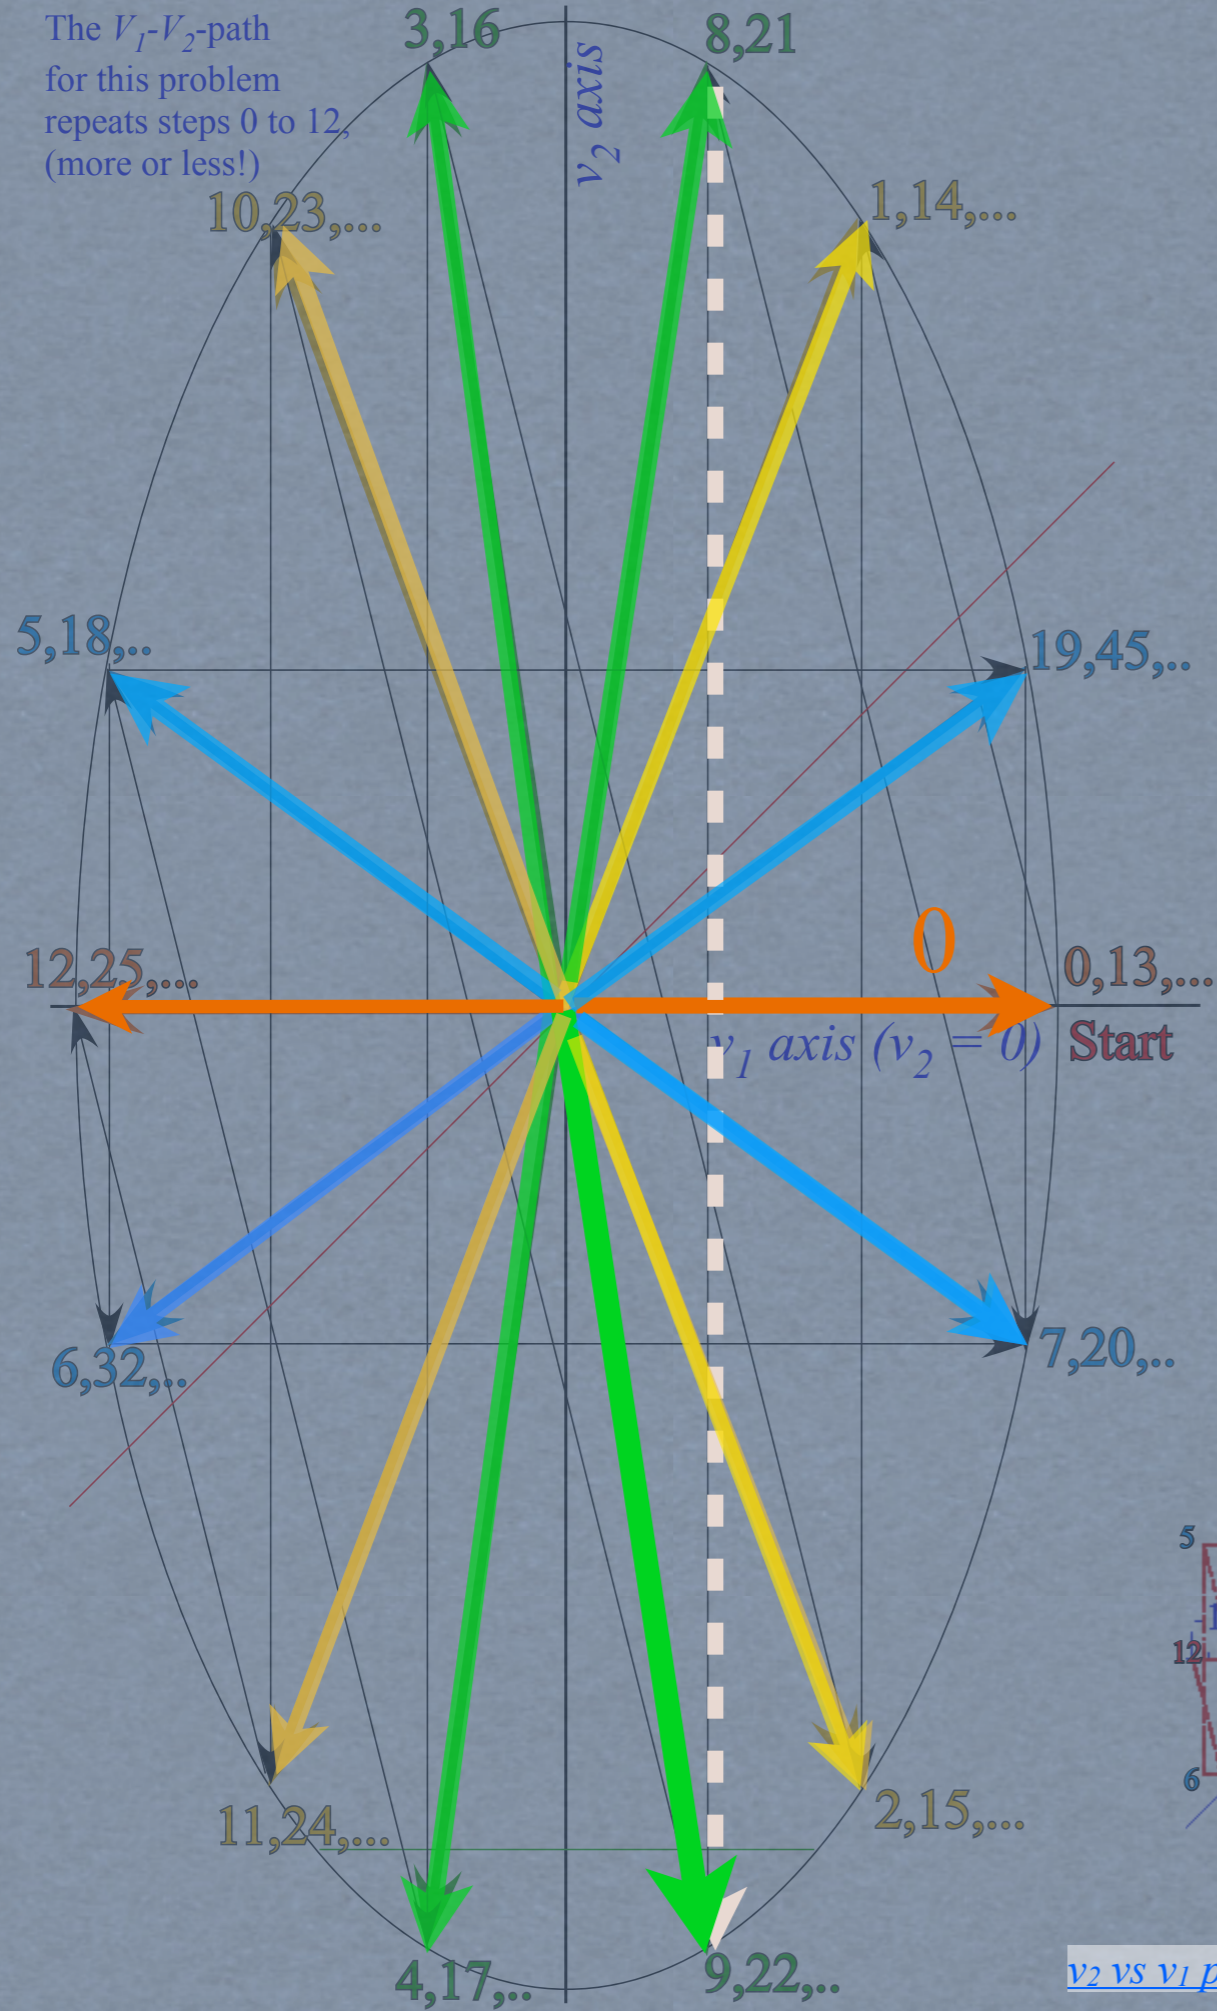 The V1-V2-path
for this problem
repeats steps 0 to 12,
(more or less!)
3,16
8,21
v2 axis
10,23,...
1,14,...
5,18,..
19,45,..
12,25,...
0
0,13,...
v1 axis (v2 = 0)
Start
6,32,..
7,20,..
5
-1
12
6
11,24,...
2,15,...
4,17,..
9,22,..
v2 vs v1 p